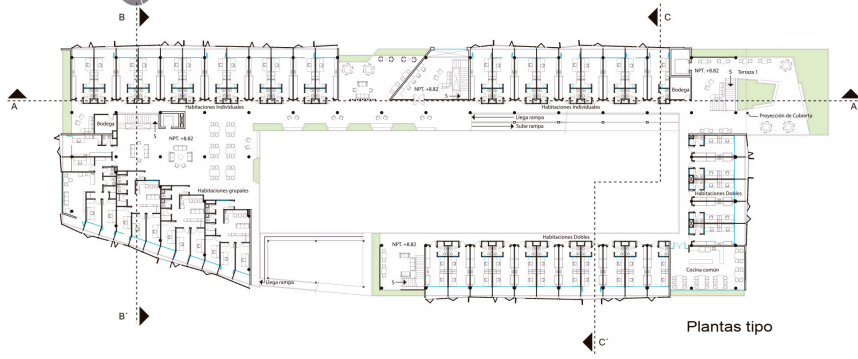 B
C
NPT. +8.82
S
Terraza 1
NPT. +8.82
S
Bodega
A
A
Habitaciones Individuales
Habitaciones Individuales
Proyección de Cubierta
Llega rampa
Bodega
Sube rampa
S
NPT. +8.82
Habitaciones grupales
Habitaciones Dobles
Habitaciones Dobles
NPT. +8.82
Cocina común
Llega rampa
S
B´
Plantas tipo
C´